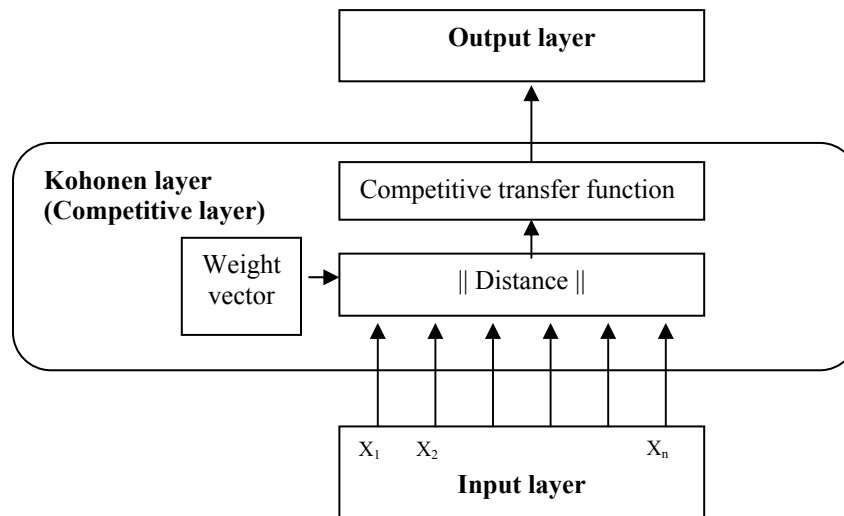 Output layer
Kohonen layer
(Competitive layer)
Competitive transfer function
Weight
vector
|| Distance ||
X₁ X₂ Xₙ
Input layer